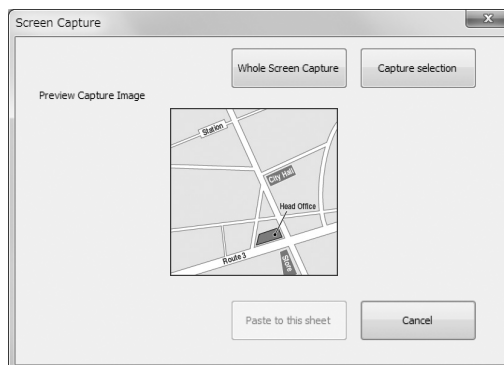 Screen Capture
x
Whole Screen Capture
Capture selection
Preview Capture Image
Station
City Hall
Head Office
Route 3
Store
Paste to this sheet
Cancel